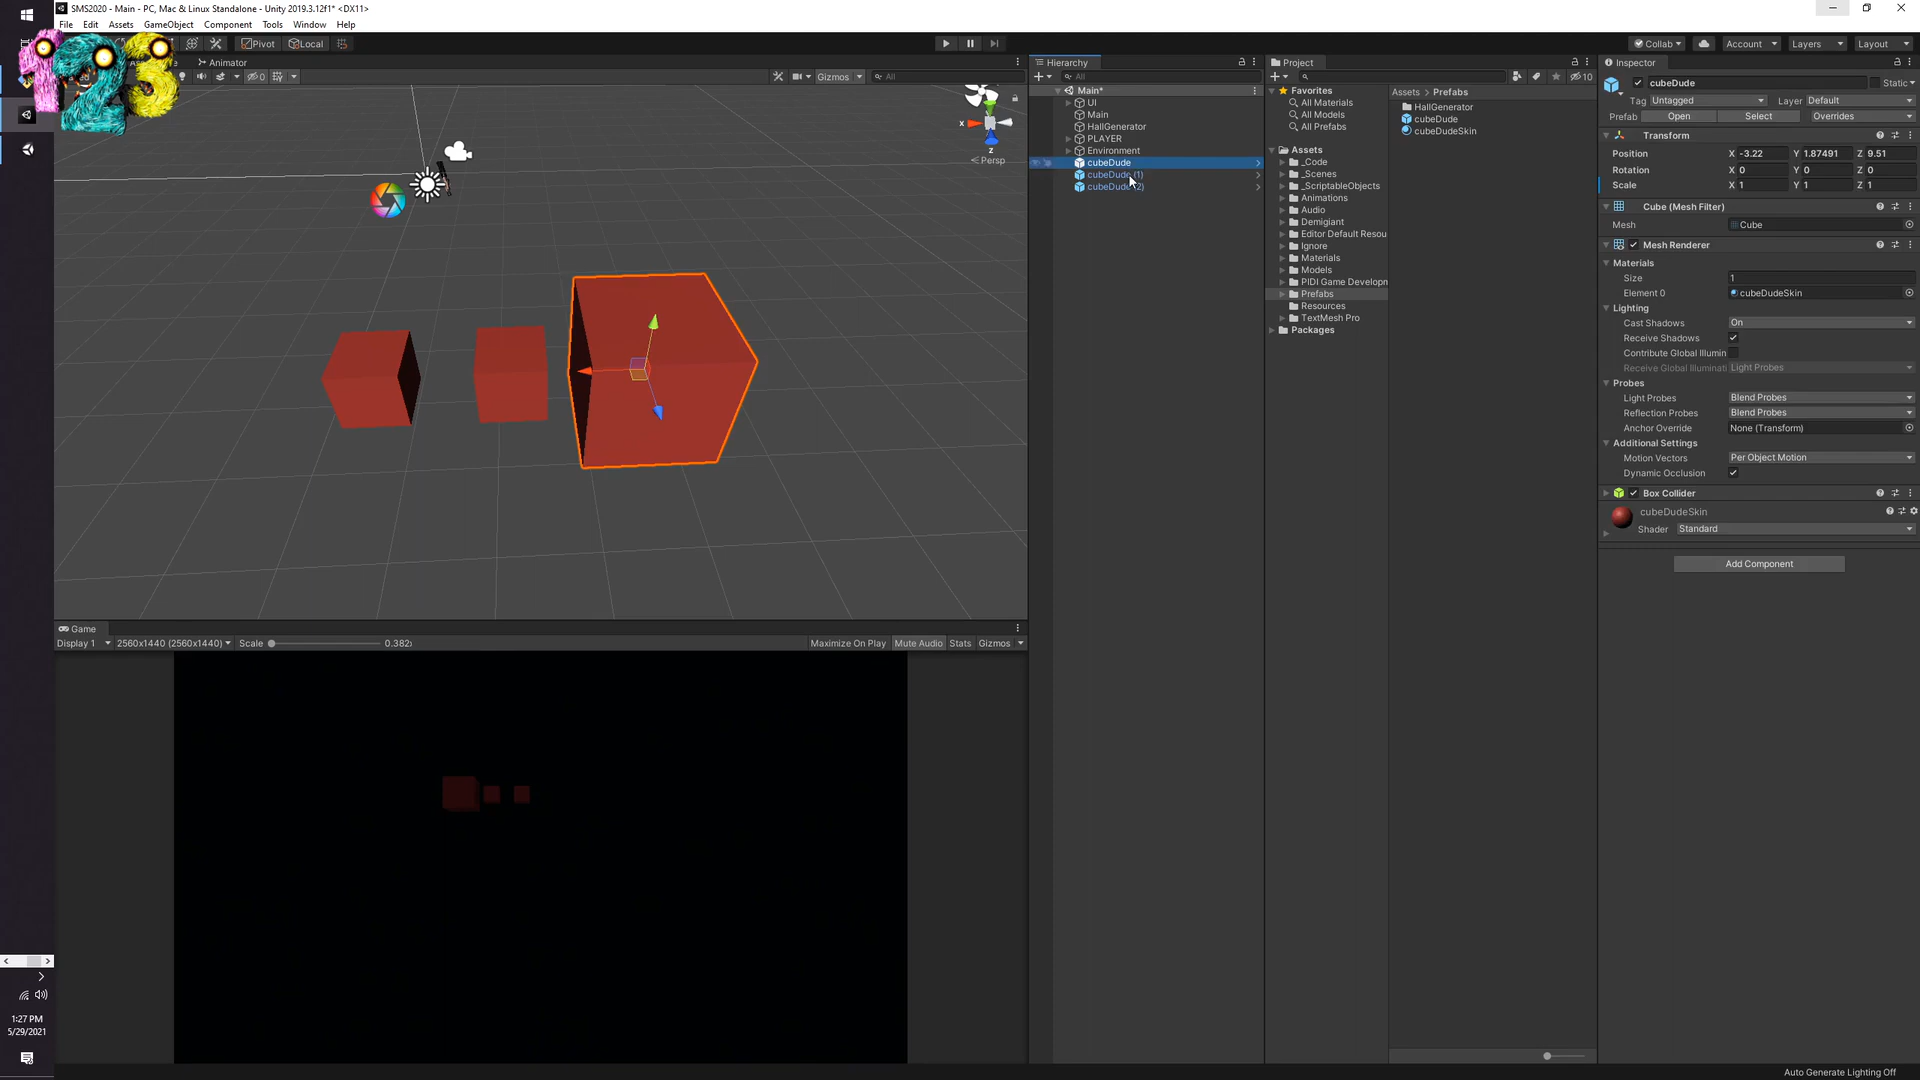 SMS2020 - Main - PC, Mac & Linux Standalone - Unity 2019.3.12f1* <DX11>
File Edit Assets GameObject Component Tools Window Help
Pivot Local
Collab Account Layers Layout
123
Animator
Gizmos All
x z
Persp
Game
Display 1 2560x1440 (2560x1440) Scale 0.382
Maximize On Play Mute Audio Stats Gizmos
Hierarchy
All
Main*
UI
Main
HallGenerator
PLAYER
Environment
cubeDude
cubeDude (1)
cubeDude (2)
Project
10
Favorites
All Materials
All Models
All Prefabs
Assets
_Code
_Scenes
_ScriptableObjects
Animations
Audio
Demigiant
Editor Default Resou
Ignore
Materials
Models
PIDI Game Developn
Prefabs
Resources
TextMesh Pro
Packages
Assets > Prefabs
HallGenerator
cubeDude
cubeDudeSkin
Inspector
cubeDude Static
Tag Untagged Layer Default
Prefab Open Select Overrides
Transform
Position X -3.22 Y 1.87491 Z 9.51
Rotation X 0 Y 0 Z 0
Scale X 1 Y 1 Z 1
Cube (Mesh Filter)
Mesh Cube
Mesh Renderer
Materials
Size 1
Element 0 cubeDudeSkin
Lighting
Cast Shadows On
Receive Shadows
Contribute Global Illumin
Receive Global Illuminati Light Probes
Probes
Light Probes Blend Probes
Reflection Probes Blend Probes
Anchor Override None (Transform)
Additional Settings
Motion Vectors Per Object Motion
Dynamic Occlusion
Box Collider
cubeDudeSkin
Shader Standard
Add Component
1:27 PM
5/29/2021
Auto Generate Lighting Off